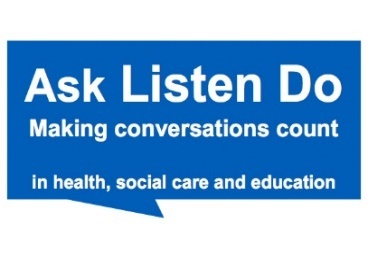 Ask Listen Do
Making conversations count
in health, social care and education